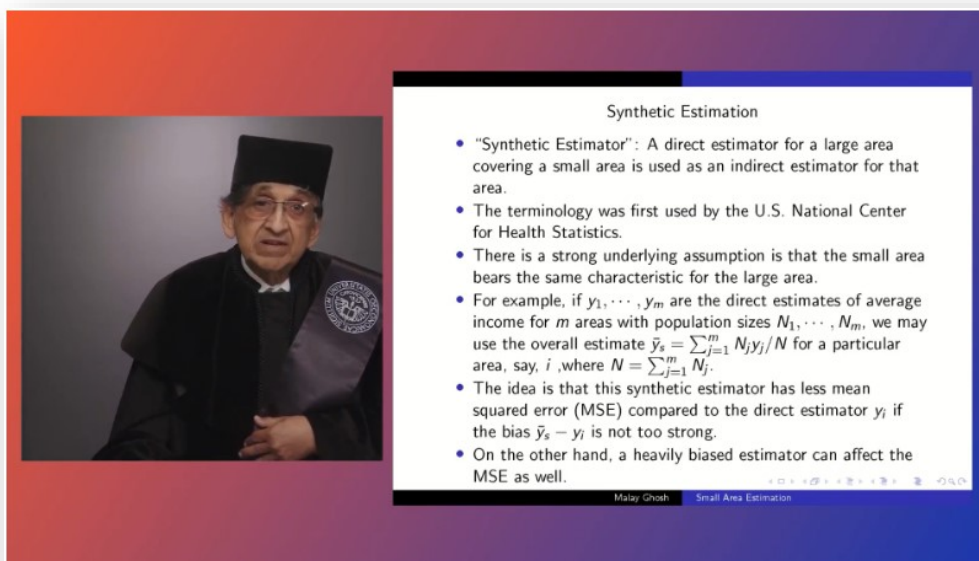 Synthetic Estimation
• “Synthetic Estimator”: A direct estimator for a large area
covering a small area is used as an indirect estimator for that
area.
• The terminology was first used by the U.S. National Center
for Health Statistics.
• There is a strong underlying assumption is that the small area
bears the same characteristic for the large area.
• For example, if y₁, ⋯ , yₘ are the direct estimates of average
income for m areas with population sizes N₁, ⋯ , Nₘ, we may
use the overall estimate ȳₛ = ∑ᵐⱼ₌₁ Nⱼyⱼ/N for a particular
area, say, i ,where N = ∑ᵐⱼ₌₁ Nⱼ.
• The idea is that this synthetic estimator has less mean
squared error (MSE) compared to the direct estimator yᵢ if
the bias ȳₛ − yᵢ is not too strong.
• On the other hand, a heavily biased estimator can affect the
MSE as well.
Malay Ghosh Small Area Estimation